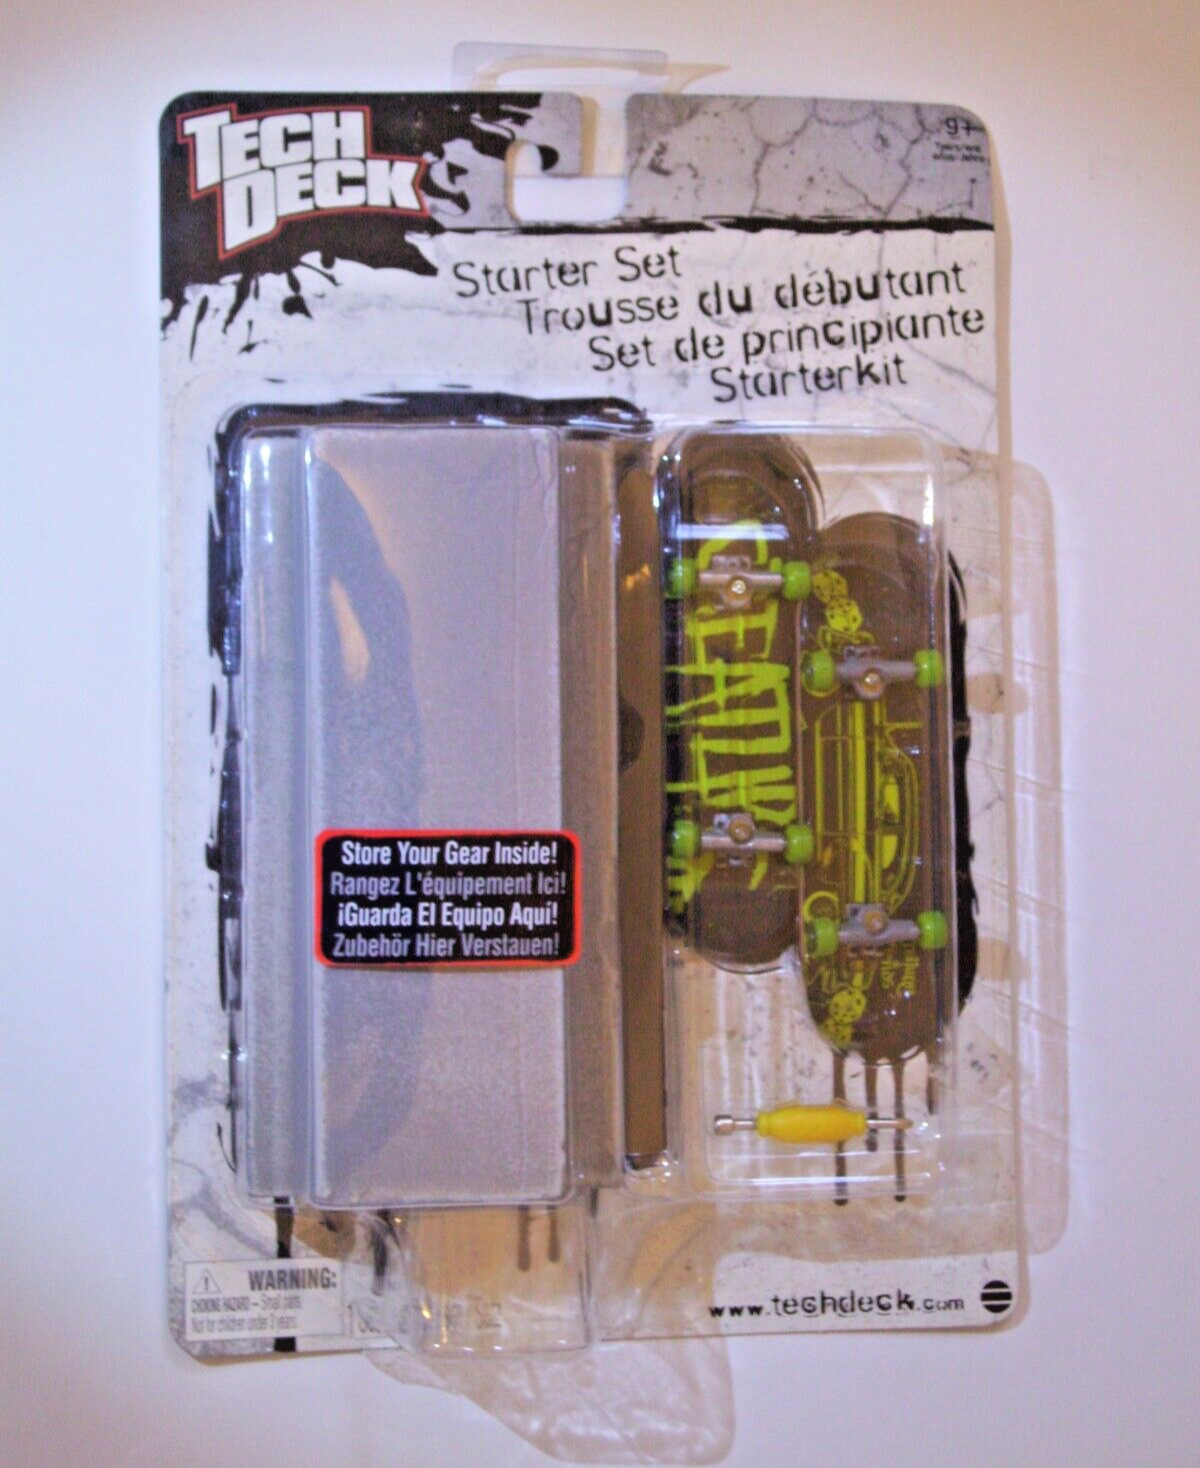 TECH
DECK
9+
Starter Set
Trousse du débutant
Set de principiante
Starterkit
Store Your Gear Inside!
Rangez L'équipement Ici!
¡Guarda El Equipo Aquí!
Zubehör Hier Verstauen!
WARNING:
CHOKING HAZARD – Small parts
Not for children under 3 years
www.techdeck.com